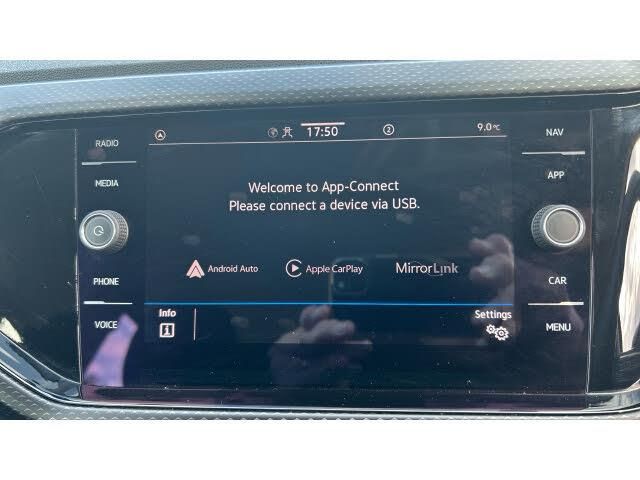 RADIO
MEDIA
PHONE
VOICE
17:50
2
9.0°C
Welcome to App-Connect
Please connect a device via USB.
Android Auto
Apple CarPlay
MirrorLink
Info
Settings
NAV
APP
CAR
MENU